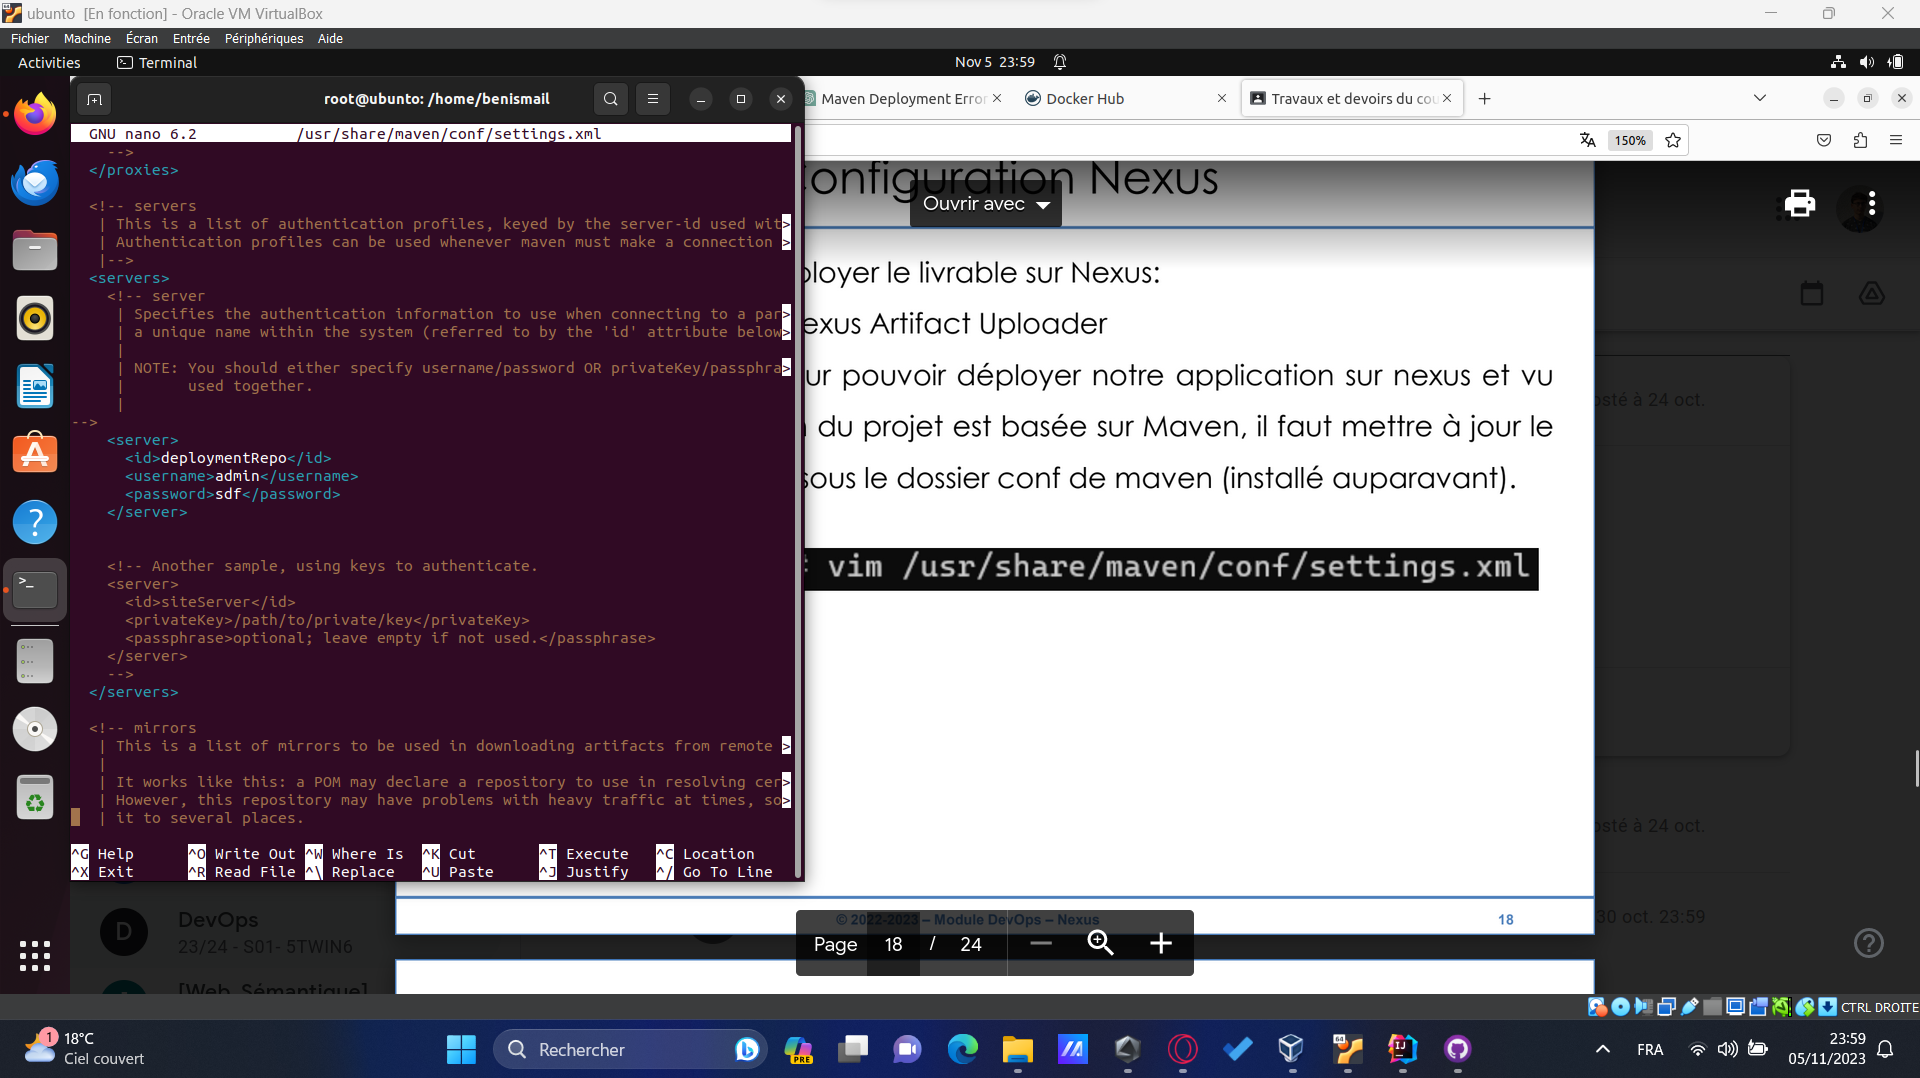 ubunto [En fonction] - Oracle VM VirtualBox
Fichier Machine Écran Entrée Périphériques Aide
Activities Terminal Nov 5 23:59
root@ubunto: /home/benismail
Maven Deployment Error
Docker Hub
Travaux et devoirs du cou
150%
GNU nano 6.2 /usr/share/maven/conf/settings.xml
-->
</proxies>
<!-- servers
| This is a list of authentication profiles, keyed by the server-id used wit>
| Authentication profiles can be used whenever maven must make a connection >
|-->
<servers>
<!-- server
| Specifies the authentication information to use when connecting to a par>
| a unique name within the system (referred to by the 'id' attribute below>
|
| NOTE: You should either specify username/password OR privateKey/passphra>
| used together.
|
-->
<server>
<id>deploymentRepo</id>
<username>admin</username>
<password>sdf</password>
</server>
<!-- Another sample, using keys to authenticate.
<server>
<id>siteServer</id>
<privateKey>/path/to/private/key</privateKey>
<passphrase>optional; leave empty if not used.</passphrase>
</server>
-->
</servers>
<!-- mirrors
| This is a list of mirrors to be used in downloading artifacts from remote >
|
| It works like this: a POM may declare a repository to use in resolving cer>
| However, this repository may have problems with heavy traffic at times, so>
| it to several places.
^G Help ^O Write Out ^W Where Is ^K Cut ^T Execute ^C Location
^X Exit ^R Read File ^\ Replace ^U Paste ^J Justify ^/ Go To Line
onfiguration Nexus
Ouvrir avec
ployer le livrable sur Nexus:
exus Artifact Uploader
ur pouvoir déployer notre application sur nexus et vu
du projet est basée sur Maven, il faut mettre à jour le
sous le dossier conf de maven (installé auparavant).
vim /usr/share/maven/conf/settings.xml
osté à 24 oct.
osté à 24 oct.
30 oct. 23:59
© 2022-2023 – Module DevOps – Nexus
18
Page 18 / 24
D
DevOps
23/24 - S01- 5TWIN6
[Web Sémantique]
CTRL DROITE
1
18°C
Ciel couvert
Rechercher
PRE
64
IJ
FRA
23:59
05/11/2023